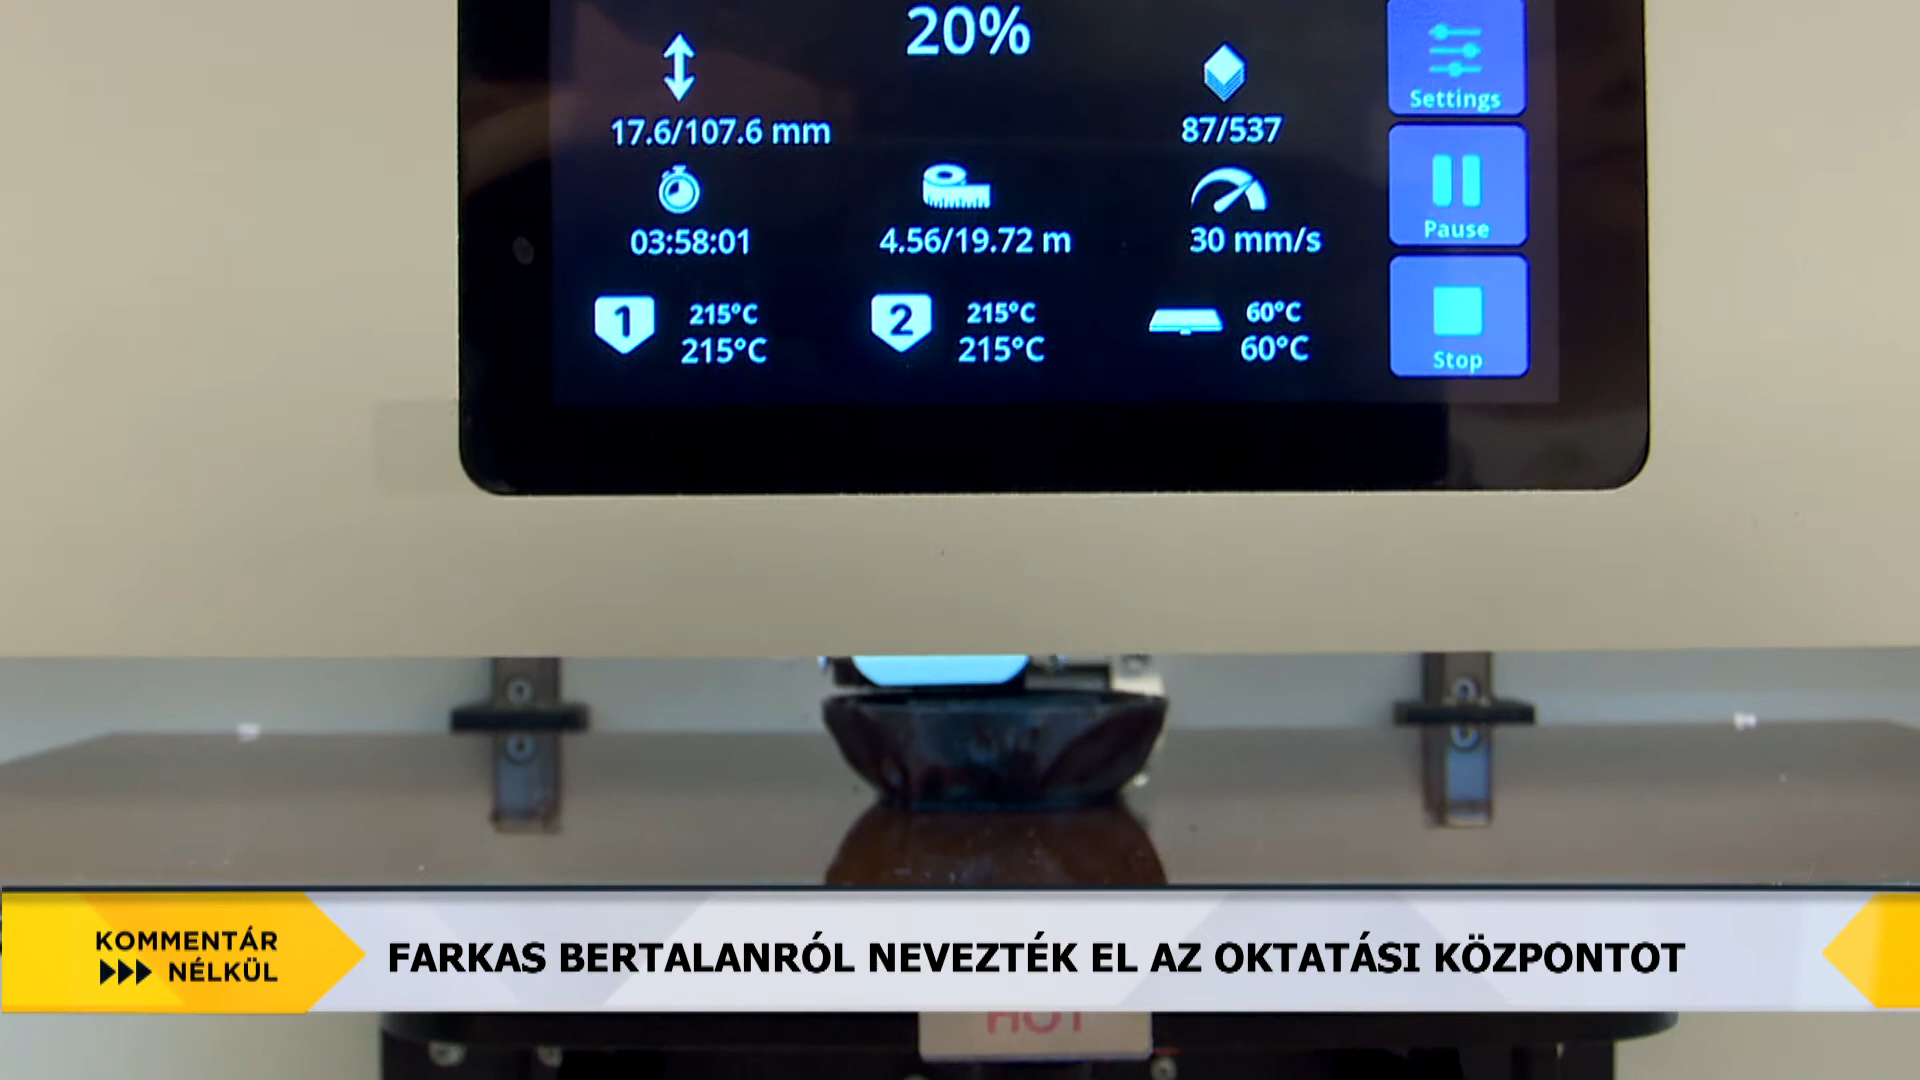 20%
17.6/107.6 mm
87/537
03:58:01
4.56/19.72 m
30 mm/s
1
215°C
215°C
2
215°C
215°C
60°C
60°C
Settings
Pause
Stop
KOMMENTÁR
NÉLKÜL
FARKAS BERTALANRÓL NEVEZTÉK EL AZ OKTATÁSI KÖZPONTOT
HOT